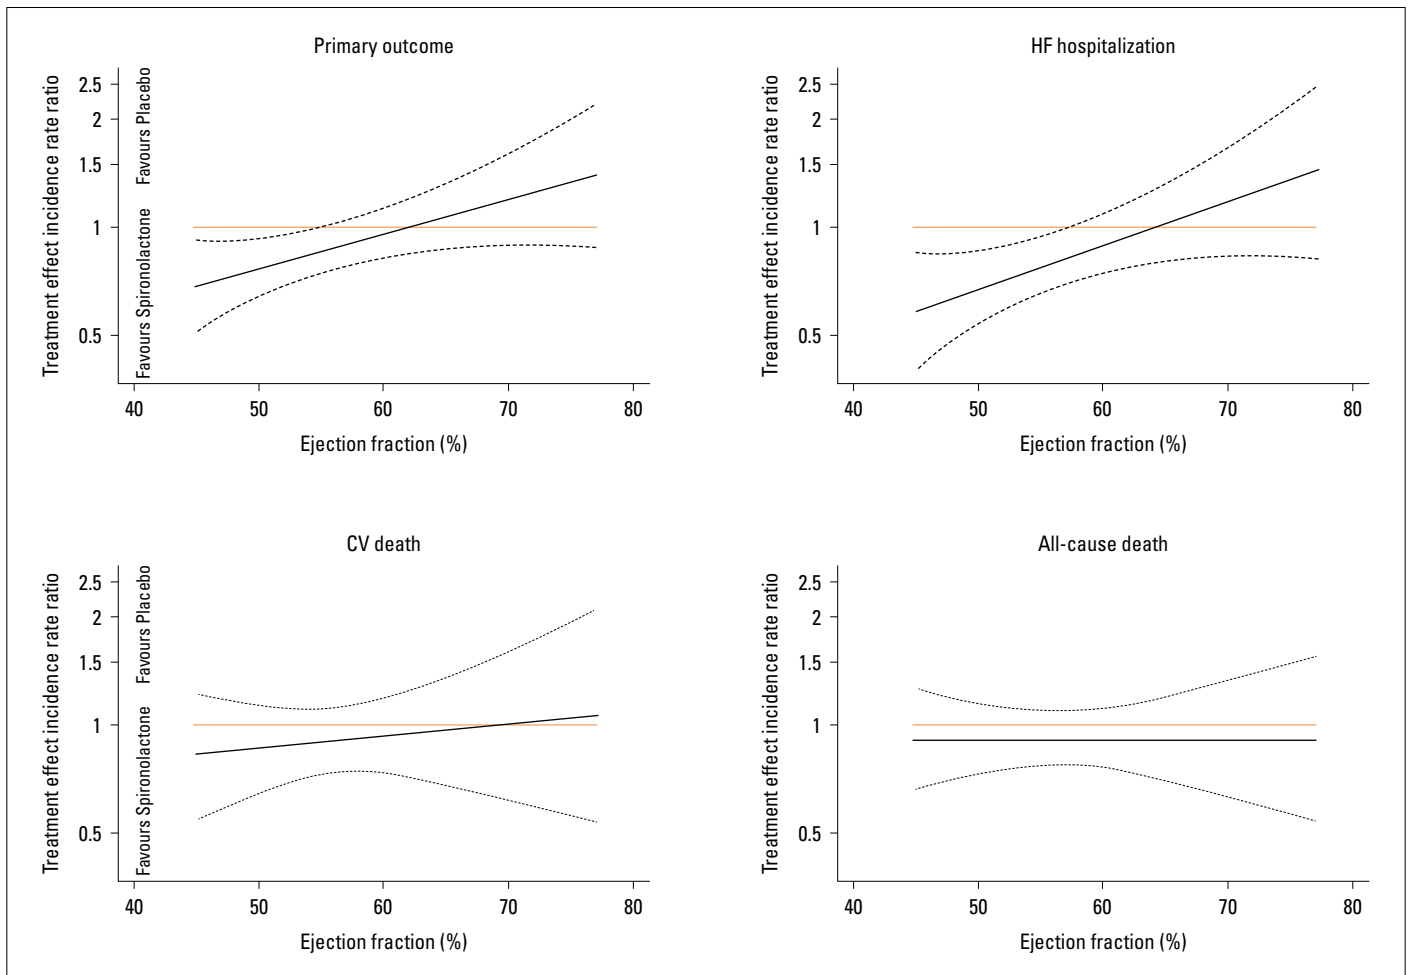 Primary outcome
Treatment effect incidence rate ratio
Favours Spironolactone Favours Placebo
2.5
2
1.5
1
0.5
40 50 60 70 80
Ejection fraction (%)
HF hospitalization
Treatment effect incidence rate ratio
2.5
2
1.5
1
0.5
40 50 60 70 80
Ejection fraction (%)
CV death
Treatment effect incidence rate ratio
Favours Spironolactone Favours Placebo
2.5
2
1.5
1
0.5
40 50 60 70 80
Ejection fraction (%)
All-cause death
Treatment effect incidence rate ratio
2.5
2
1.5
1
0.5
40 50 60 70 80
Ejection fraction (%)